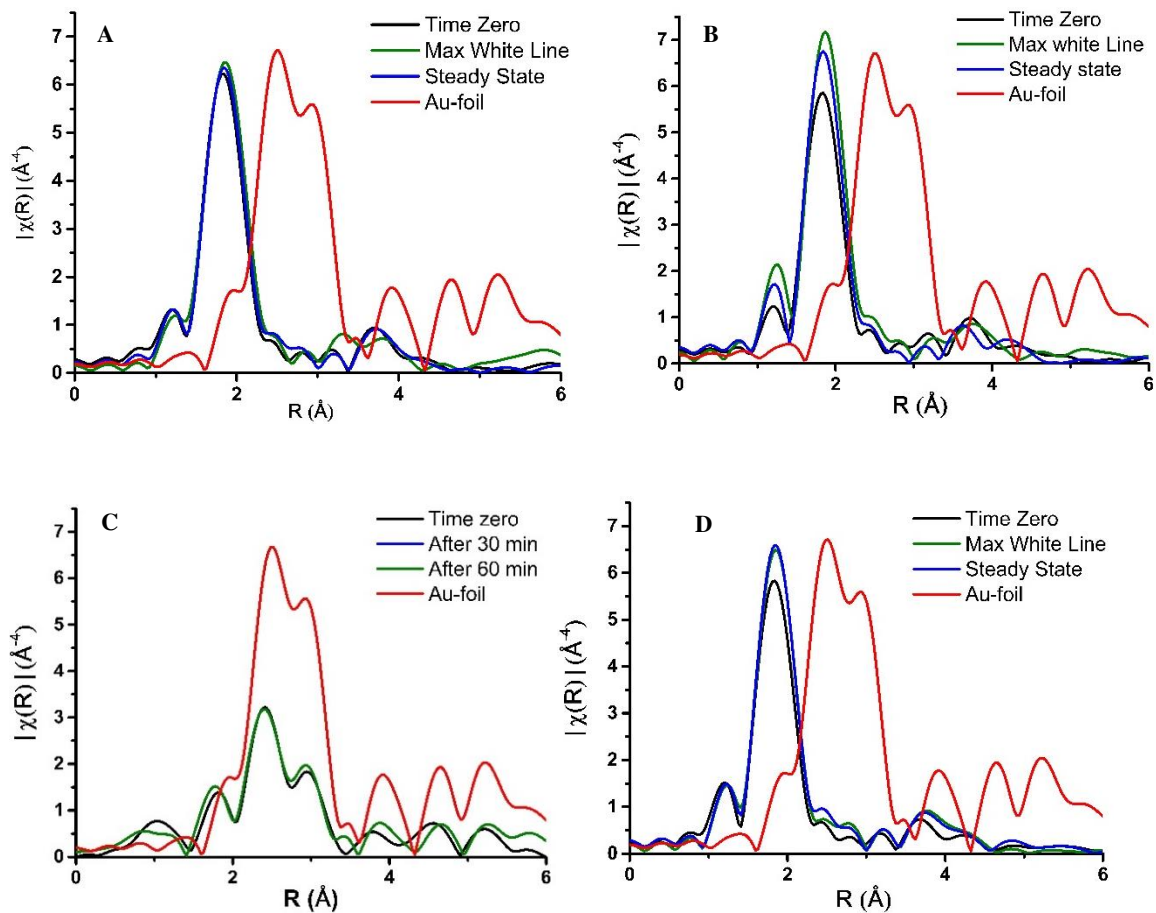 A
Time Zero
Max White Line
Steady State
Au-foil
| χ(R) | (Å⁻⁴)
7
6
5
4
3
2
1
0
0 2 4 6
R (Å)
B
Time Zero
Max white Line
Steady state
Au-foil
| χ(R) | (Å⁻⁴)
7
6
5
4
3
2
1
0
0 2 4 6
R (Å)
C
Time zero
After 30 min
After 60 min
Au-foil
| χ(R) | (Å⁻⁴)
7
6
5
4
3
2
1
0
0 2 4 6
R (Å)
D
Time Zero
Max White Line
Steady State
Au-foil
| χ(R) | (Å⁻⁴)
7
6
5
4
3
2
1
0
0 2 4 6
R (Å)